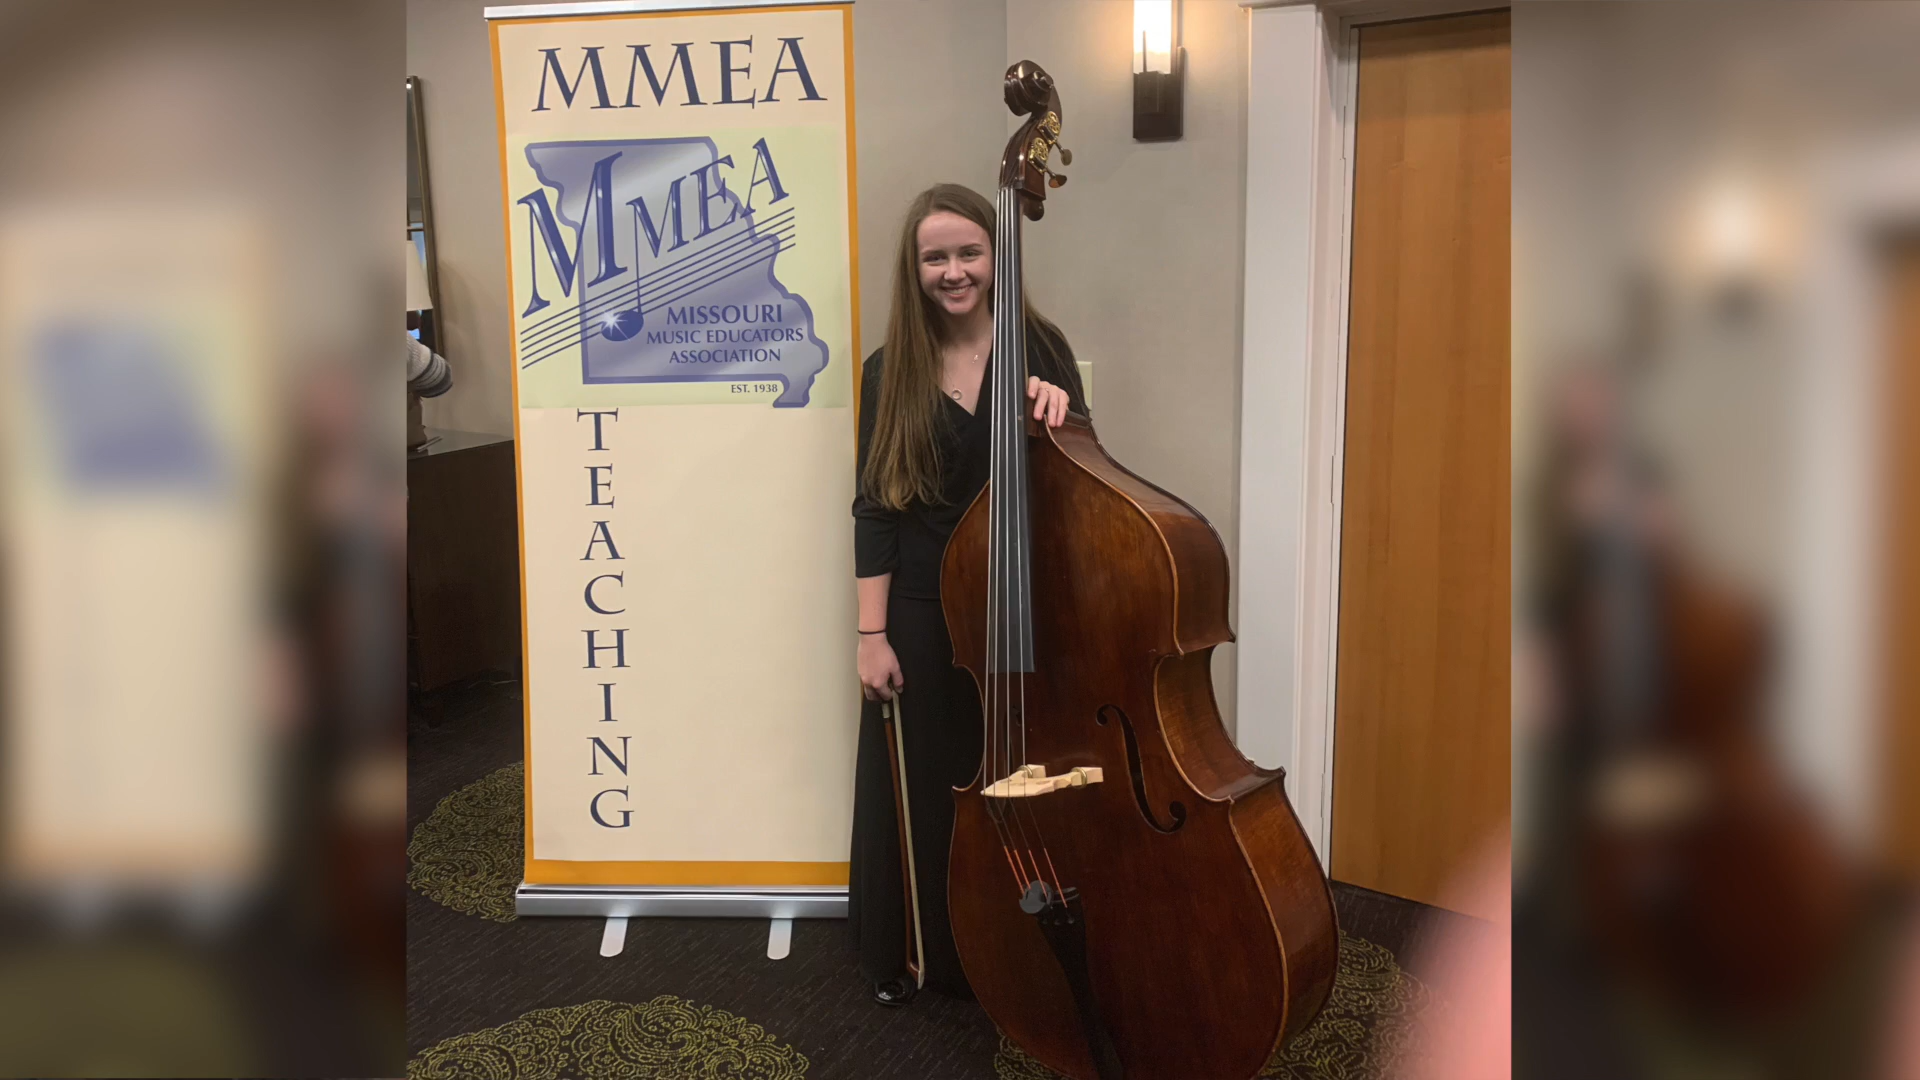 MMEA
MMEA
MISSOURI
MUSIC EDUCATORS
ASSOCIATION
EST. 1938
TEACHING